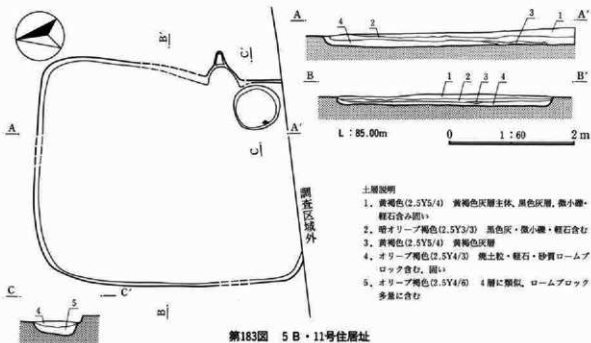 A
A'
B
B'
C
C'
A
A'
1
2
3
4
B
B'
1
2
3
4
L：85.00m
0 1：60 2 m
調査区域外
土層説明
1．黄褐色(2.5Y5/4) 黄褐色灰層主体、黒色灰層、微小礫・
軽石含み固い
2．暗オリーブ褐色(2.5Y3/3) 黒色灰・微小礫・軽石含む
3．黄褐色(2.5Y5/4) 黄褐色灰層
4．オリーブ褐色(2.5Y4/3) 焼土粒・軽石・砂質ロームブ
ロック含む、固い
5．オリーブ褐色(2.5Y4/6) 4層に類似、ロームブロック
多量に含む
C
C'
4
5
第183図 5B・11号住居址